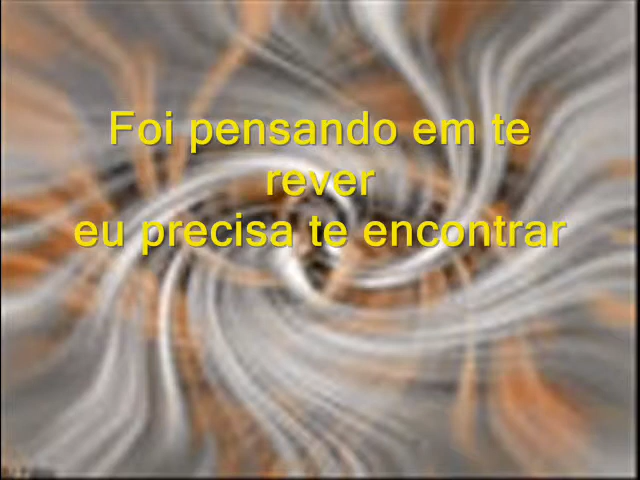 Foi pensando em te
rever
eu precisa te encontrar